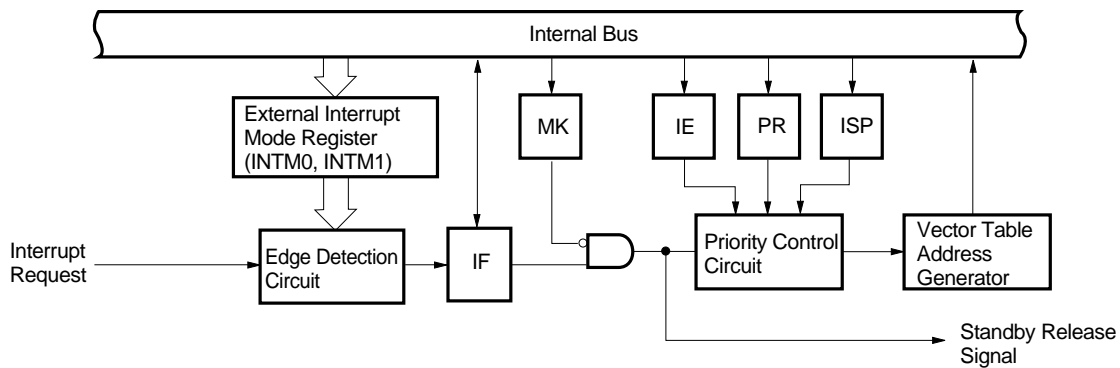 Internal Bus
External Interrupt
Mode Register
(INTM0, INTM1)
MK
IE
PR
ISP
Interrupt
Request
Edge Detection
Circuit
IF
Priority Control
Circuit
Vector Table
Address
Generator
Standby Release
Signal